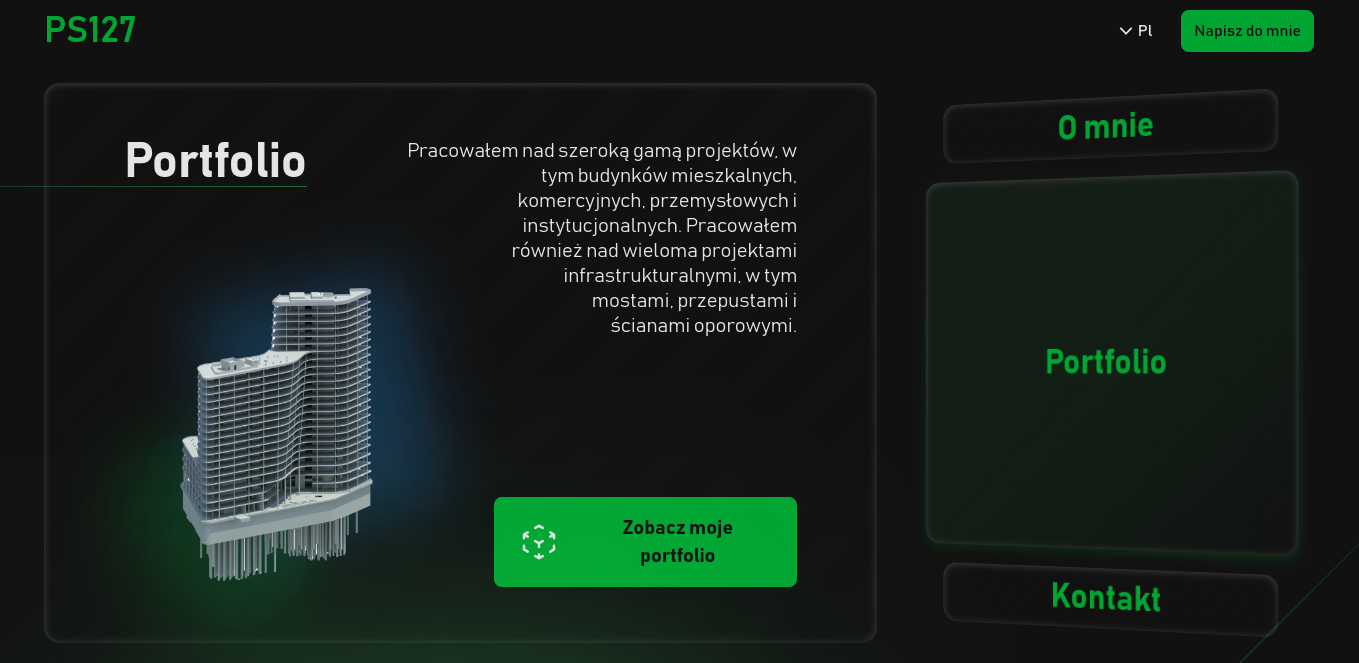 PS127
Pl
Napisz do mnie
Portfolio
Pracowałem nad szeroką gamą projektów, w
tym budynków mieszkalnych,
komercyjnych, przemysłowych i
instytucjonalnych. Pracowałem
również nad wieloma projektami
infrastrukturalnymi, w tym
mostami, przepustami i
ścianami oporowymi.
Zobacz moje
portfolio
O mnie
Portfolio
Kontakt